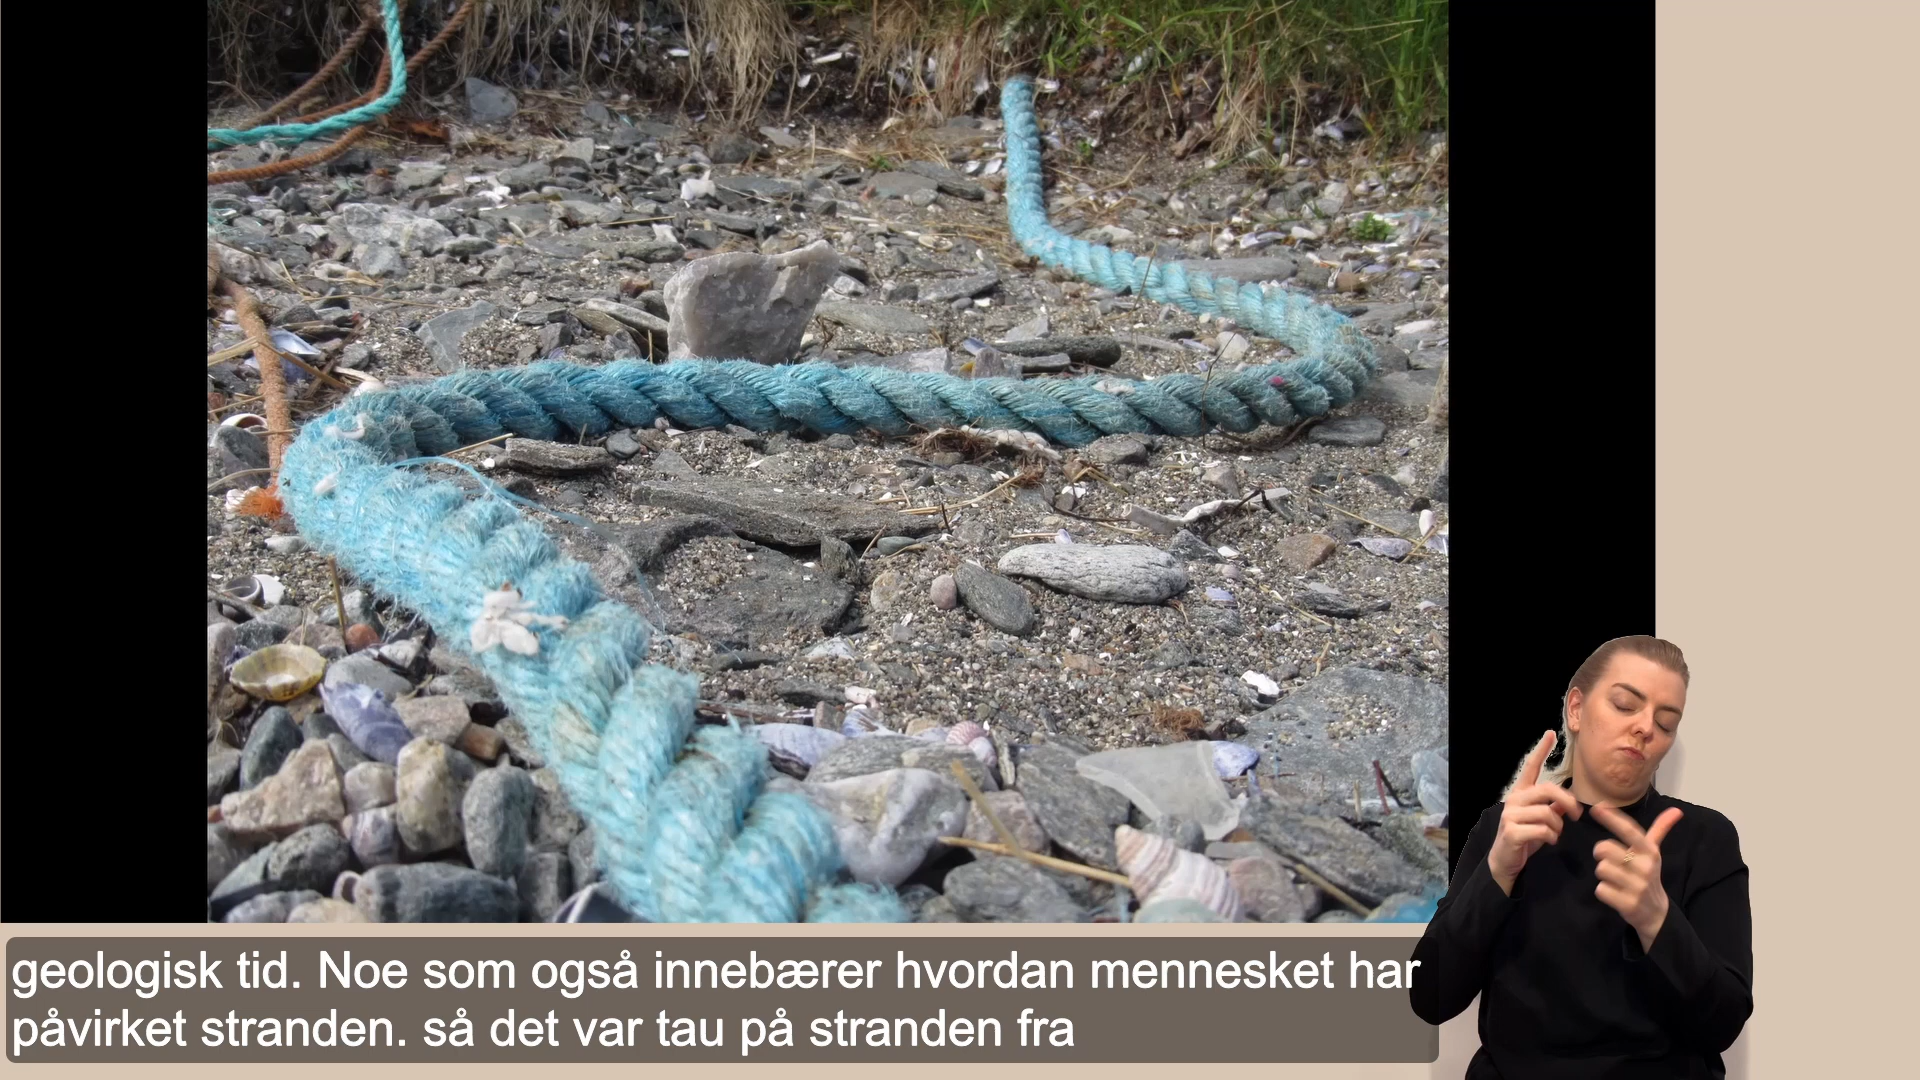 geologisk tid. Noe som også innebærer hvordan mennesket har
påvirket stranden. så det var tau på stranden fra